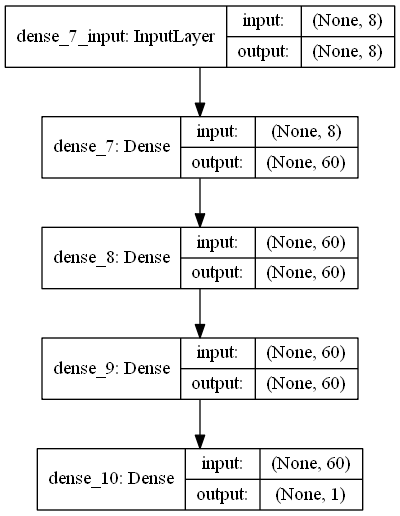 dense_7_input: InputLayer
input: (None, 8)
output: (None, 8)
dense_7: Dense
input: (None, 8)
output: (None, 60)
dense_8: Dense
input: (None, 60)
output: (None, 60)
dense_9: Dense
input: (None, 60)
output: (None, 60)
dense_10: Dense
input: (None, 60)
output: (None, 1)